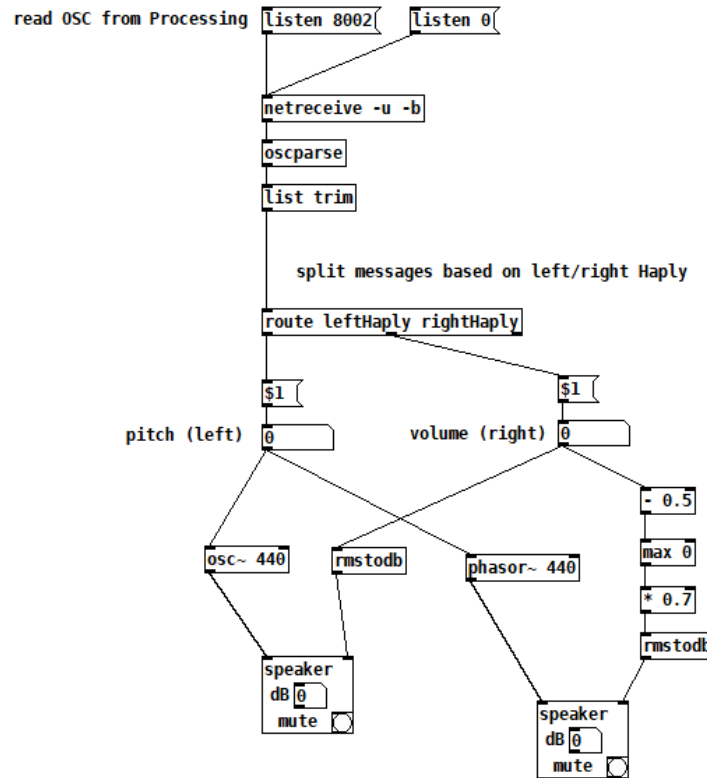 read OSC from Processing
listen 8002
listen 0
netreceive -u -b
oscparse
list trim
split messages based on left/right Haply
route leftHaply rightHaply
$1
$1
pitch (left)
0
volume (right)
0
- 0.5
osc~ 440
rmstodb
phasor~ 440
max 0
* 0.7
rmstodb
speaker
dB 0
mute
speaker
dB 0
mute